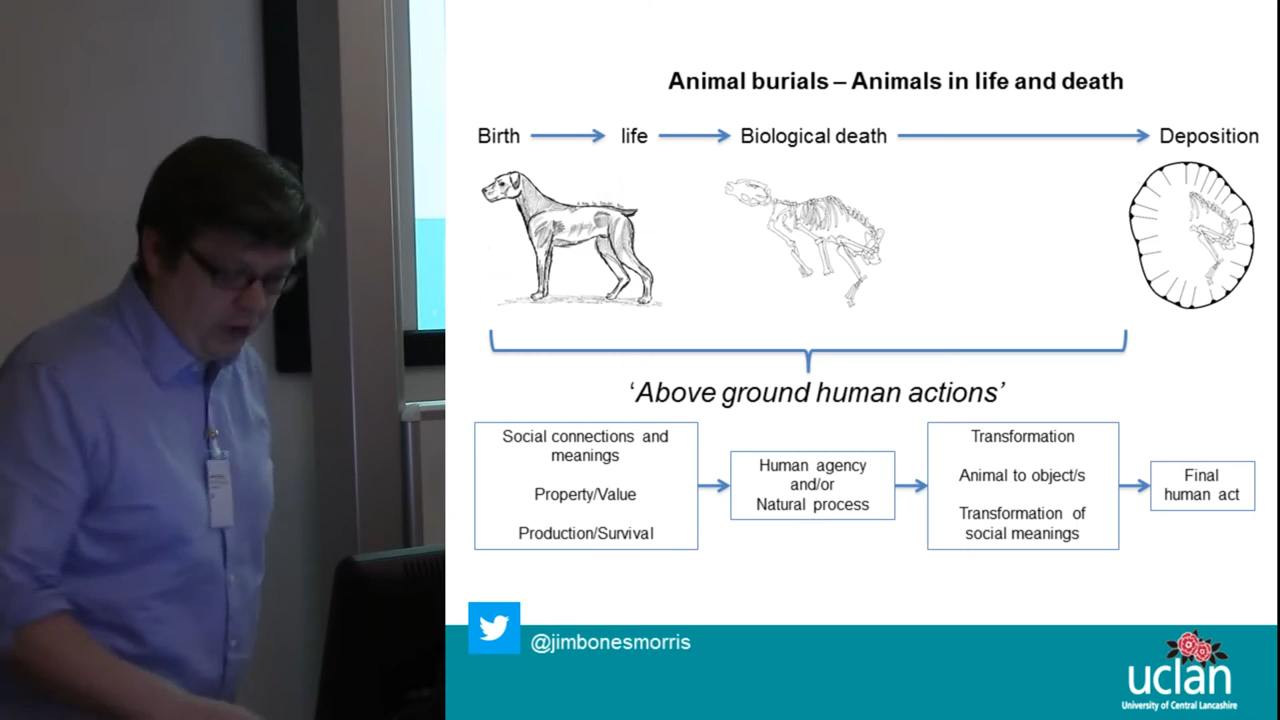 Animal burials – Animals in life and death
Birth life Biological death Deposition
'Above ground human actions'
Social connections and
meanings
Property/Value
Production/Survival
Human agency
and/or
Natural process
Transformation
Animal to object/s
Transformation of
social meanings
Final
human act
@jimbonesmorris
uclan
University of Central Lancashire